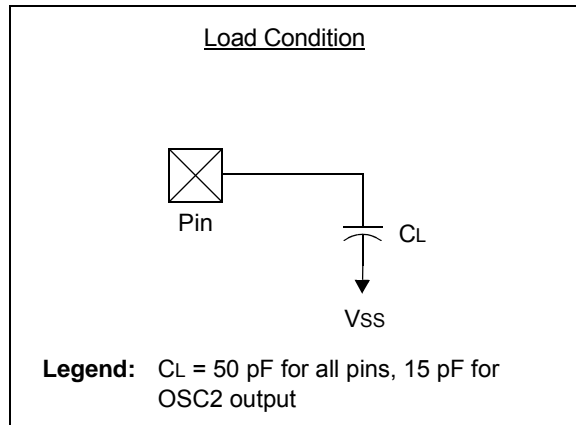 Load Condition
Pin
CL
VSS
Legend: CL = 50 pF for all pins, 15 pF for
OSC2 output